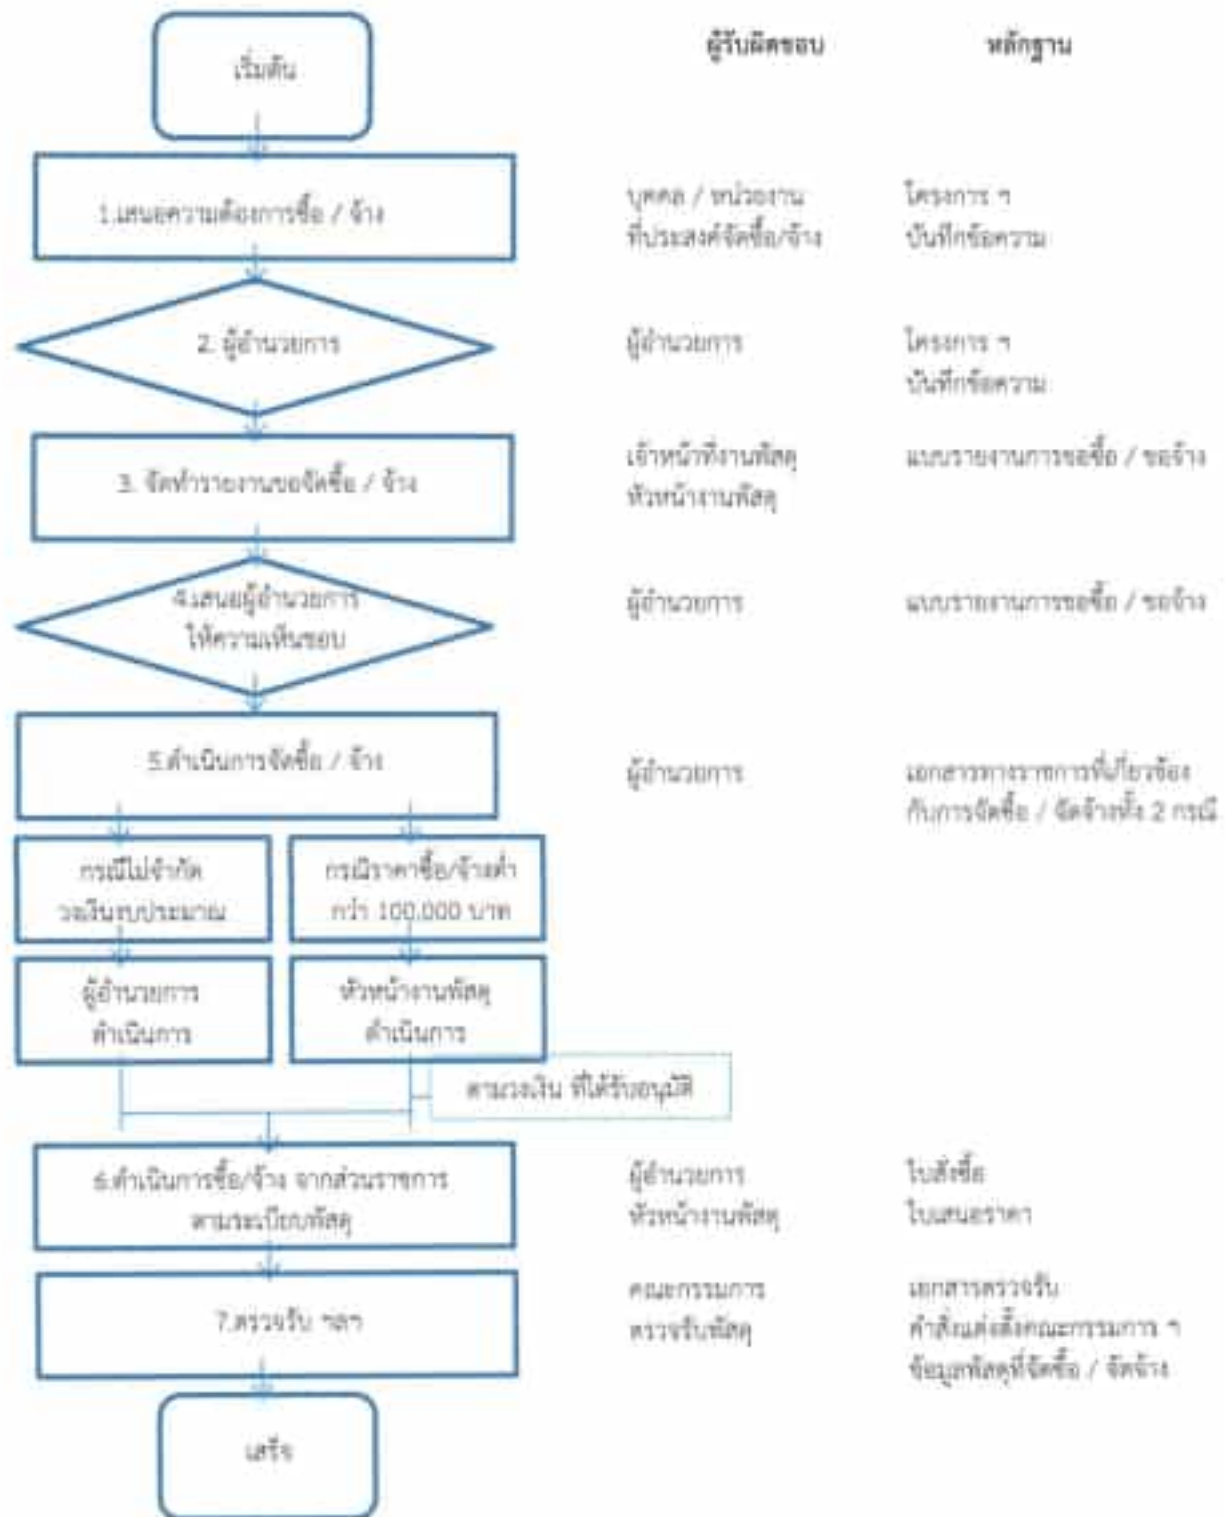 ผู้รับผิดชอบ หลักฐาน
เริ่มต้น
1.เสนอความต้องการซื้อ / จ้าง
บุคคล / หน่วยงาน
ที่ประสงค์จัดซื้อ/จ้าง
โครงการ ฯ
บันทึกข้อความ
2. ผู้อำนวยการ
ผู้อำนวยการ
โครงการ ฯ
บันทึกข้อความ
3. จัดทำรายงานขอจัดซื้อ / จ้าง
เจ้าหน้าที่งานพัสดุ
หัวหน้างานพัสดุ
แบบรายงานการขอซื้อ / ขอจ้าง
4.เสนอผู้อำนวยการ
ให้ความเห็นชอบ
ผู้อำนวยการ
แบบรายงานการขอซื้อ / ขอจ้าง
5.ดำเนินการจัดซื้อ / จ้าง
ผู้อำนวยการ
เอกสารทางราชการที่เกี่ยวข้อง
กับการจัดซื้อ / จัดจ้างทั้ง 2 กรณี
กรณีไม่จำกัด
วงเงินงบประมาณ
กรณีราคาซื้อ/จ้างต่ำ
กว่า 100,000 บาท
ผู้อำนวยการ
ดำเนินการ
หัวหน้างานพัสดุ
ดำเนินการ
ตามวงเงิน ที่ได้รับอนุมัติ
6.ดำเนินการซื้อ/จ้าง จากส่วนราชการ
ตามระเบียบพัสดุ
ผู้อำนวยการ
หัวหน้างานพัสดุ
ใบสั่งซื้อ
ใบเสนอราคา
7.ตรวจรับ ฯลฯ
คณะกรรมการ
ตรวจรับพัสดุ
เอกสารตรวจรับ
คำสั่งแต่งตั้งคณะกรรมการ ฯ
ข้อมูลพัสดุที่จัดซื้อ / จัดจ้าง
เสร็จ